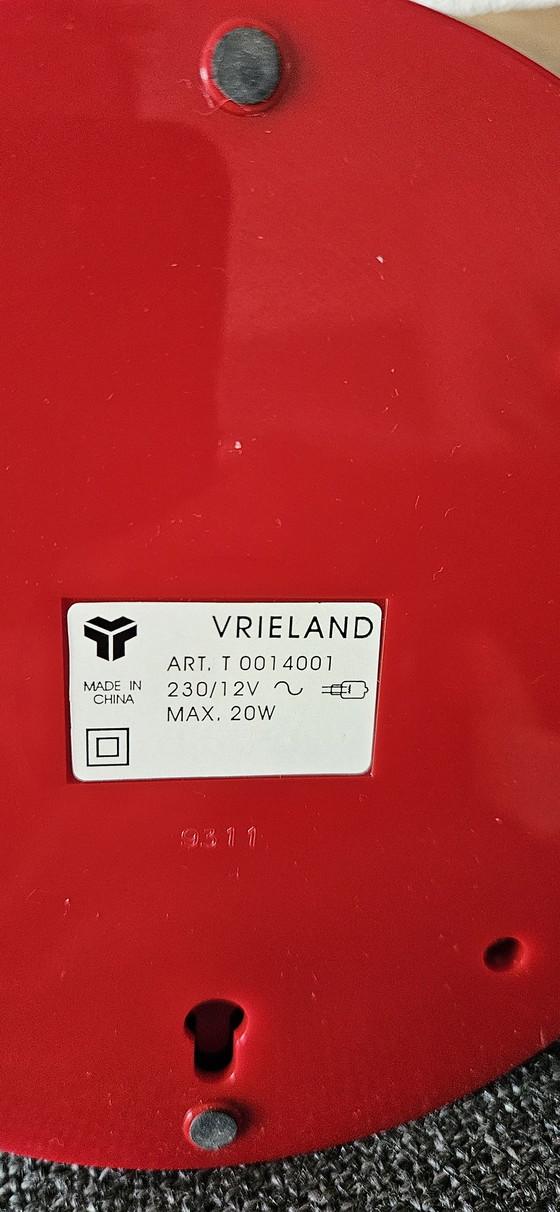 VRIELAND
ART. T 0014001
MADE IN
CHINA
230/12V
MAX. 20W
9311